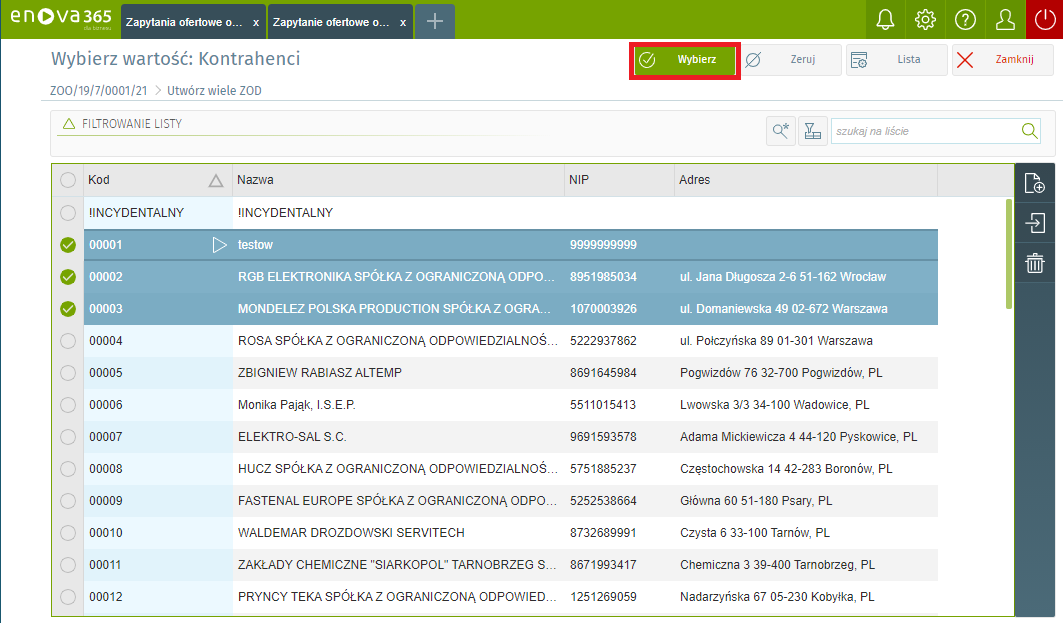 enova365
dla biznesu
Zapytania ofertowe o... x Zapytanie ofertowe o... x
Wybierz wartość: Kontrahenci
Wybierz Zeruj Lista Zamknij
ZOO/19/7/0001/21 > Utwórz wiele ZOD
FILTROWANIE LISTY
szukaj na liście
Kod Nazwa NIP Adres
!INCYDENTALNY !INCYDENTALNY
00001 testow 9999999999
00002 RGB ELEKTRONIKA SPÓŁKA Z OGRANICZONĄ ODPO... 8951985034 ul. Jana Długosza 2-6 51-162 Wrocław
00003 MONDELEZ POLSKA PRODUCTION SPÓŁKA Z OGRA... 1070003926 ul. Domaniewska 49 02-672 Warszawa
00004 ROSA SPÓŁKA Z OGRANICZONĄ ODPOWIEDZIALNOŚ... 5222937862 ul. Połczyńska 89 01-301 Warszawa
00005 ZBIGNIEW RABIASZ ALTEMP 8691645984 Pogwizdów 76 32-700 Pogwizdów, PL
00006 Monika Pająk, I.S.E.P. 5511015413 Lwowska 3/3 34-100 Wadowice, PL
00007 ELEKTRO-SAL S.C. 9691593578 Adama Mickiewicza 4 44-120 Pyskowice, PL
00008 HUCZ SPÓŁKA Z OGRANICZONĄ ODPOWIEDZIALNOŚ... 5751885237 Częstochowska 14 42-283 Boronów, PL
00009 FASTENAL EUROPE SPÓŁKA Z OGRANICZONĄ ODPO... 5252538664 Główna 60 51-180 Psary, PL
00010 WALDEMAR DROZDOWSKI SERVITECH 8732689991 Czysta 6 33-100 Tarnów, PL
00011 ZAKŁADY CHEMICZNE "SIARKOPOL" TARNOBRZEG S... 8671993417 Chemiczna 3 39-400 Tarnobrzeg, PL
00012 PRYNCY TEKA SPÓŁKA Z OGRANICZONĄ ODPOWIED... 1251269059 Nadarzyńska 67 05-230 Kobyłka, PL